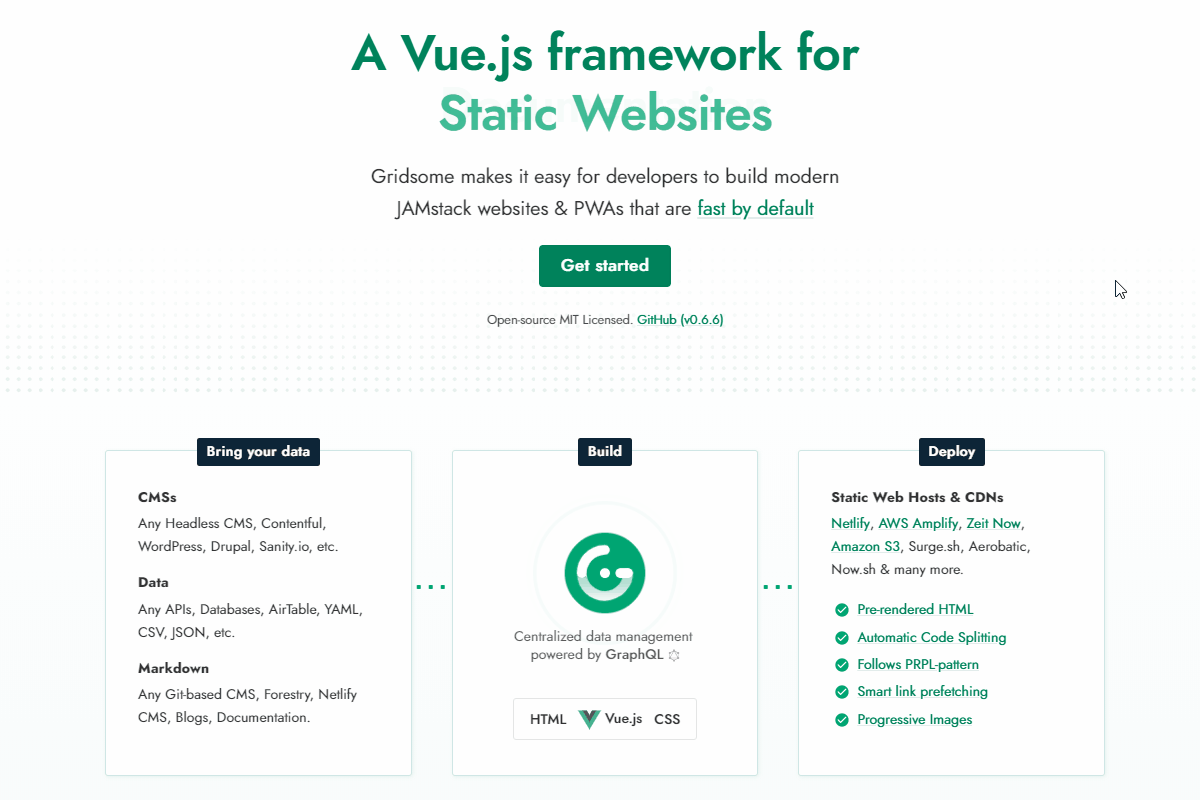 A Vue.js framework for
Static Websites
Gridsome makes it easy for developers to build modern
JAMstack websites & PWAs that are fast by default
Get started
Open-source MIT Licensed. GitHub (v0.6.6)
Bring your data
CMSs
Any Headless CMS, Contentful,
WordPress, Drupal, Sanity.io, etc.
Data
Any APIs, Databases, AirTable, YAML,
CSV, JSON, etc.
Markdown
Any Git-based CMS, Forestry, Netlify
CMS, Blogs, Documentation.
Build
Centralized data management
powered by GraphQL
HTML Vue.js CSS
Deploy
Static Web Hosts & CDNs
Netlify, AWS Amplify, Zeit Now,
Amazon S3, Surge.sh, Aerobatic,
Now.sh & many more.
Pre-rendered HTML
Automatic Code Splitting
Follows PRPL-pattern
Smart link prefetching
Progressive Images